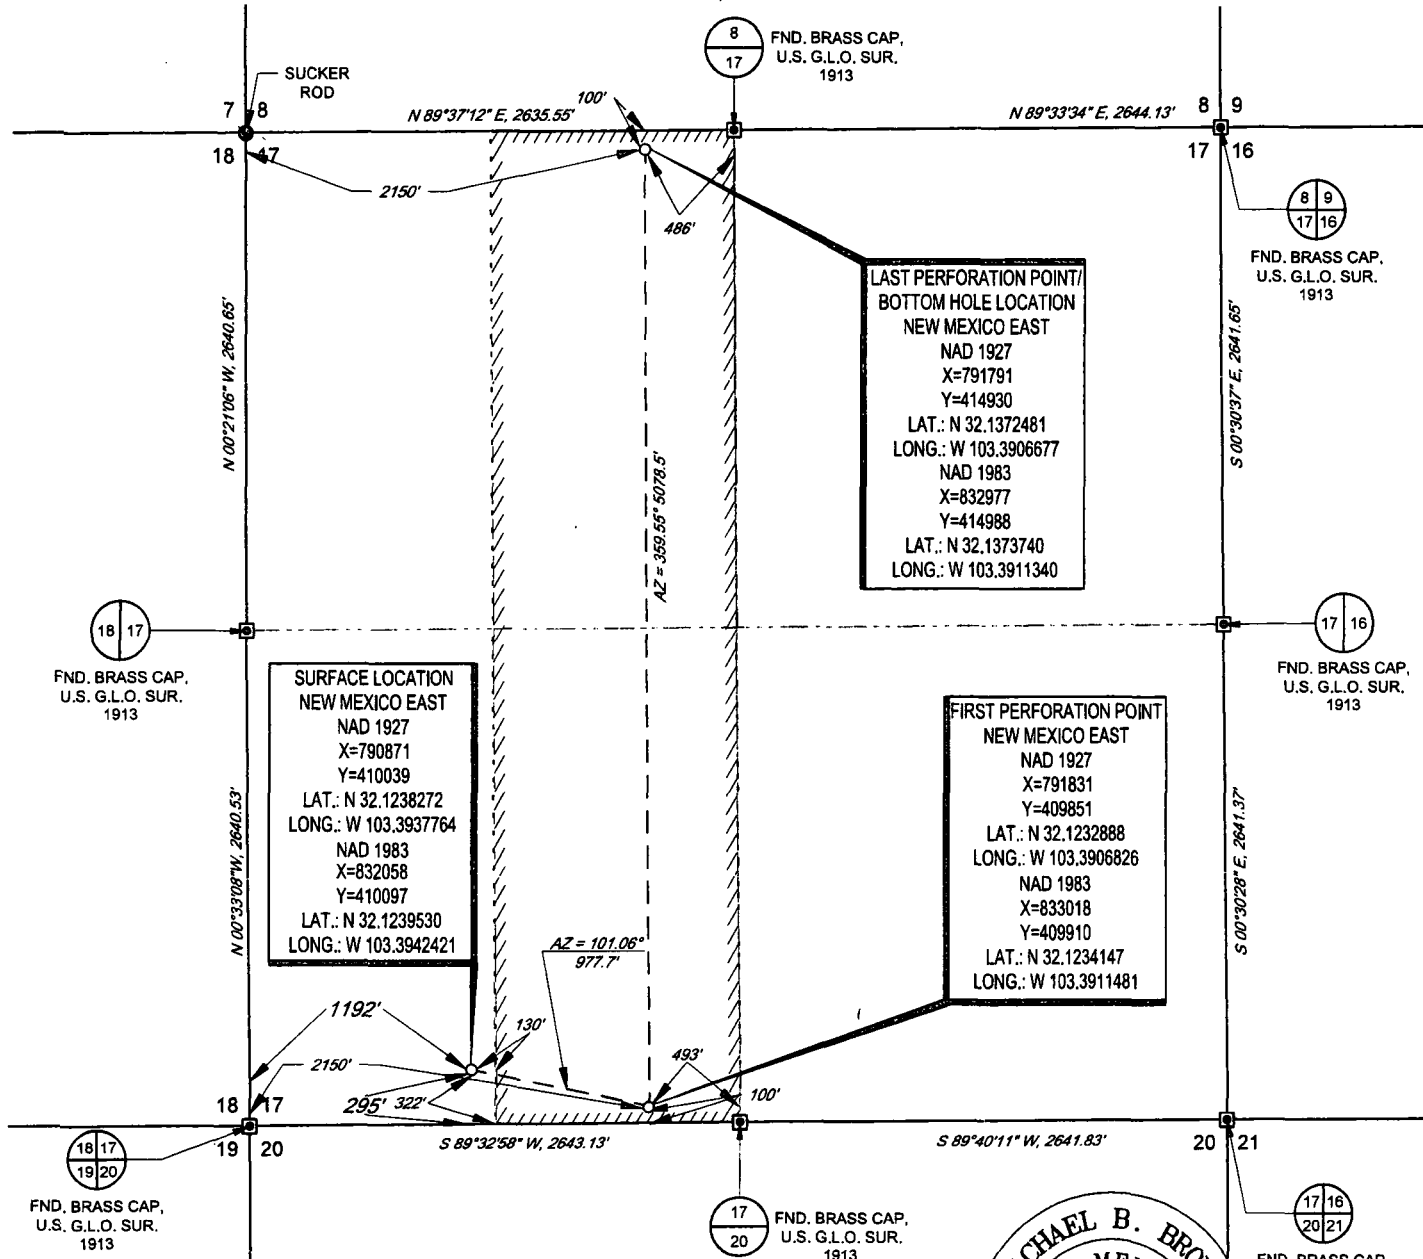 8
17
FND. BRASS CAP,
U.S. G.L.O. SUR.
1913
SUCKER
ROD
7 8
18 17
N 89°37'12" E, 2635.55'
100'
N 89°33'34" E, 2644.13'
8 9
17 16
2150'
486'
8 9
17 16
FND. BRASS CAP,
U.S. G.L.O. SUR.
1913
LAST PERFORATION POINT/
BOTTOM HOLE LOCATION
NEW MEXICO EAST
NAD 1927
X=791791
Y=414930
LAT.: N 32.1372481
LONG.: W 103.3906677
NAD 1983
X=832977
Y=414988
LAT.: N 32.1373740
LONG.: W 103.3911340
N 00°21'06" W, 2640.65'
S 00°30'37" E, 2641.65'
AZ = 359.55° 5078.5'
18 17
FND. BRASS CAP,
U.S. G.L.O. SUR.
1913
17 16
FND. BRASS CAP,
U.S. G.L.O. SUR.
1913
SURFACE LOCATION
NEW MEXICO EAST
NAD 1927
X=790871
Y=410039
LAT.: N 32.1238272
LONG.: W 103.3937764
NAD 1983
X=832058
Y=410097
LAT.: N 32.1239530
LONG.: W 103.3942421
FIRST PERFORATION POINT
NEW MEXICO EAST
NAD 1927
X=791831
Y=409851
LAT.: N 32.1232888
LONG.: W 103.3906826
NAD 1983
X=833018
Y=409910
LAT.: N 32.1234147
LONG.: W 103.3911481
N 00°33'08" W, 2640.53'
S 00°30'28" E, 2641.37'
AZ = 101.06°
977.7'
1192'
130'
2150'
493'
100'
295' 322'
18 17
19 20
S 89°32'58" W, 2643.13'
S 89°40'11" W, 2641.83'
20 21
18 17
19 20
FND. BRASS CAP,
U.S. G.L.O. SUR.
1913
17
20
FND. BRASS CAP,
U.S. G.L.O. SUR.
1913
17 16
20 21
FND. BRASS CAP,
CHAEL B. BRO